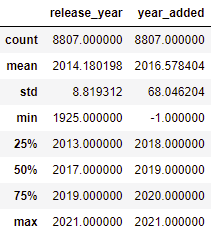 release_year year_added
count 8807.000000 8807.000000
mean 2014.180198 2016.578404
std 8.819312 68.046204
min 1925.000000 -1.000000
25% 2013.000000 2018.000000
50% 2017.000000 2019.000000
75% 2019.000000 2020.000000
max 2021.000000 2021.000000